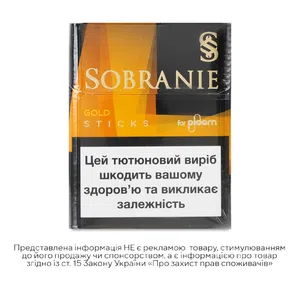 SOBRANIE
GOLD
STICKS for ploom
Цей тютюновий виріб
шкодить вашому
здоров'ю та викликає
залежність
Представлена інформація НЕ є рекламою товару, стимулюванням
до його продажу чи спонсорством, а є інформацією про товар
згідно із ст. 15 Закону України «Про захист прав споживачів»